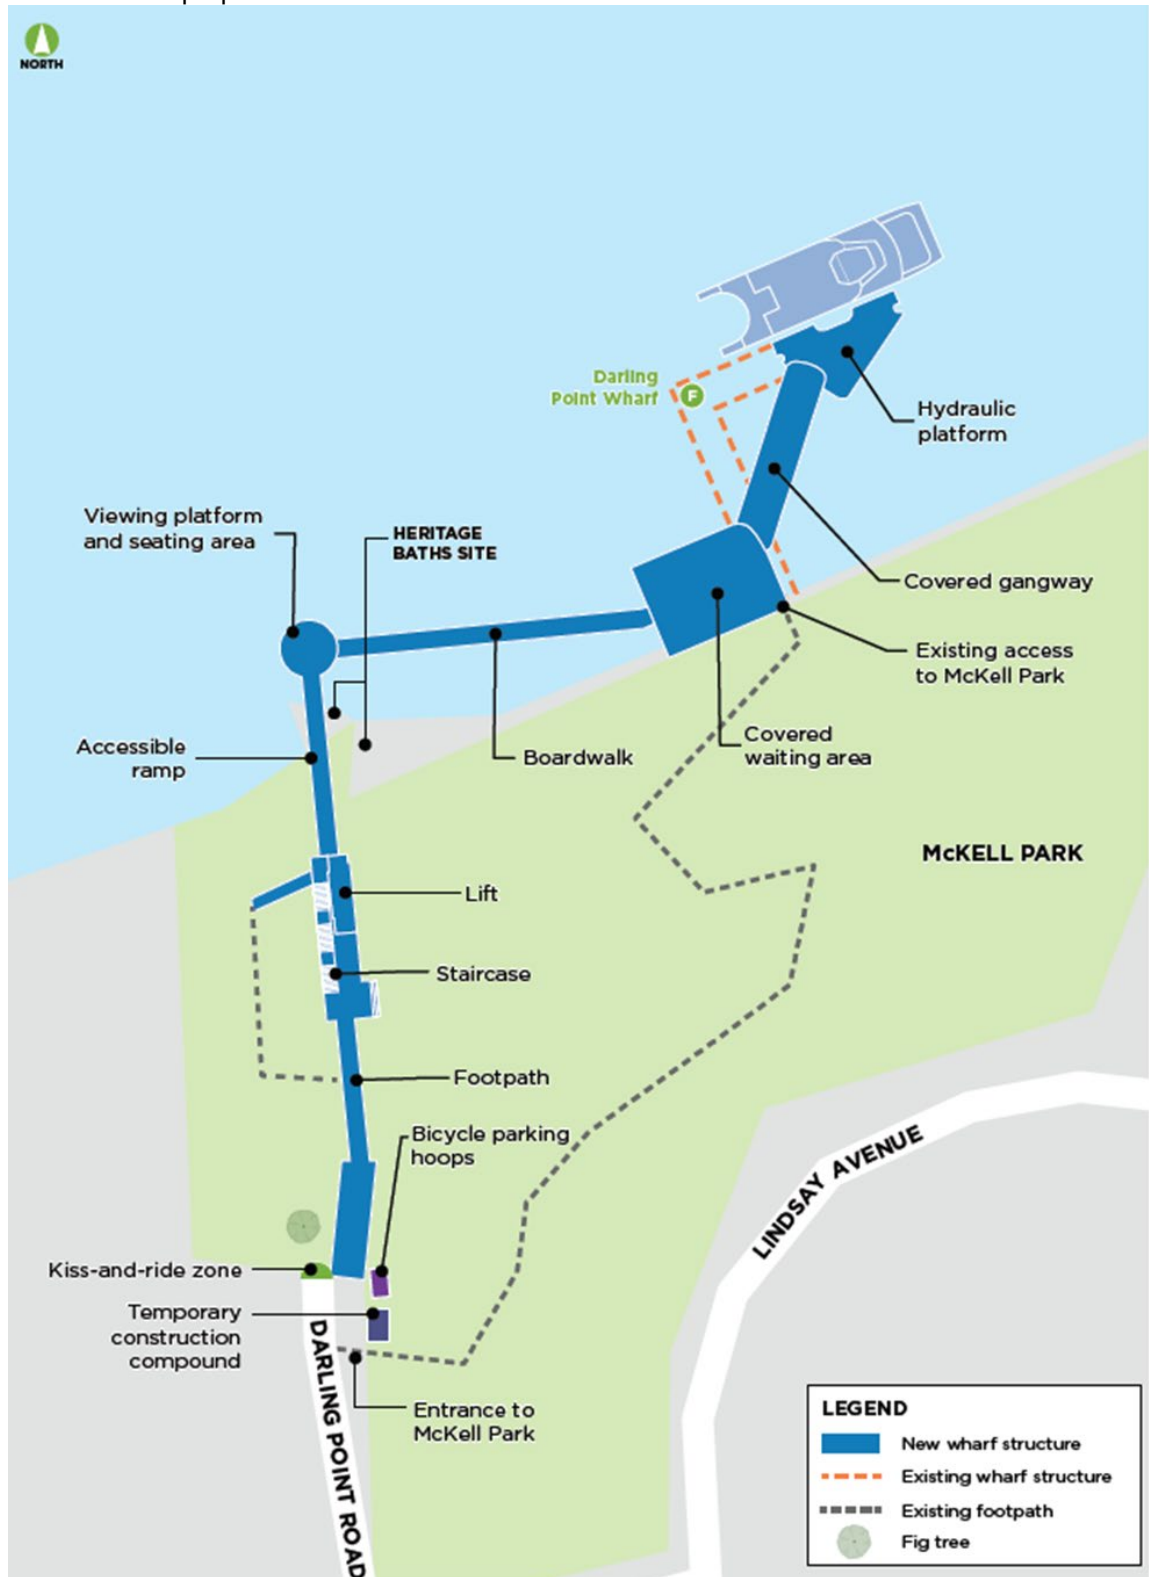 NORTH
Darling
Point Wharf
F
Hydraulic
platform
Viewing platform
and seating area
HERITAGE
BATHS SITE
Covered gangway
Existing access
to McKell Park
Accessible
ramp
Boardwalk
Covered
waiting area
McKELL PARK
Lift
Staircase
Footpath
Bicycle parking
hoops
LINDSAY AVENUE
Kiss-and-ride zone
Temporary
construction
compound
DARLING POINT ROAD
Entrance to
McKell Park
LEGEND
New wharf structure
Existing wharf structure
Existing footpath
Fig tree